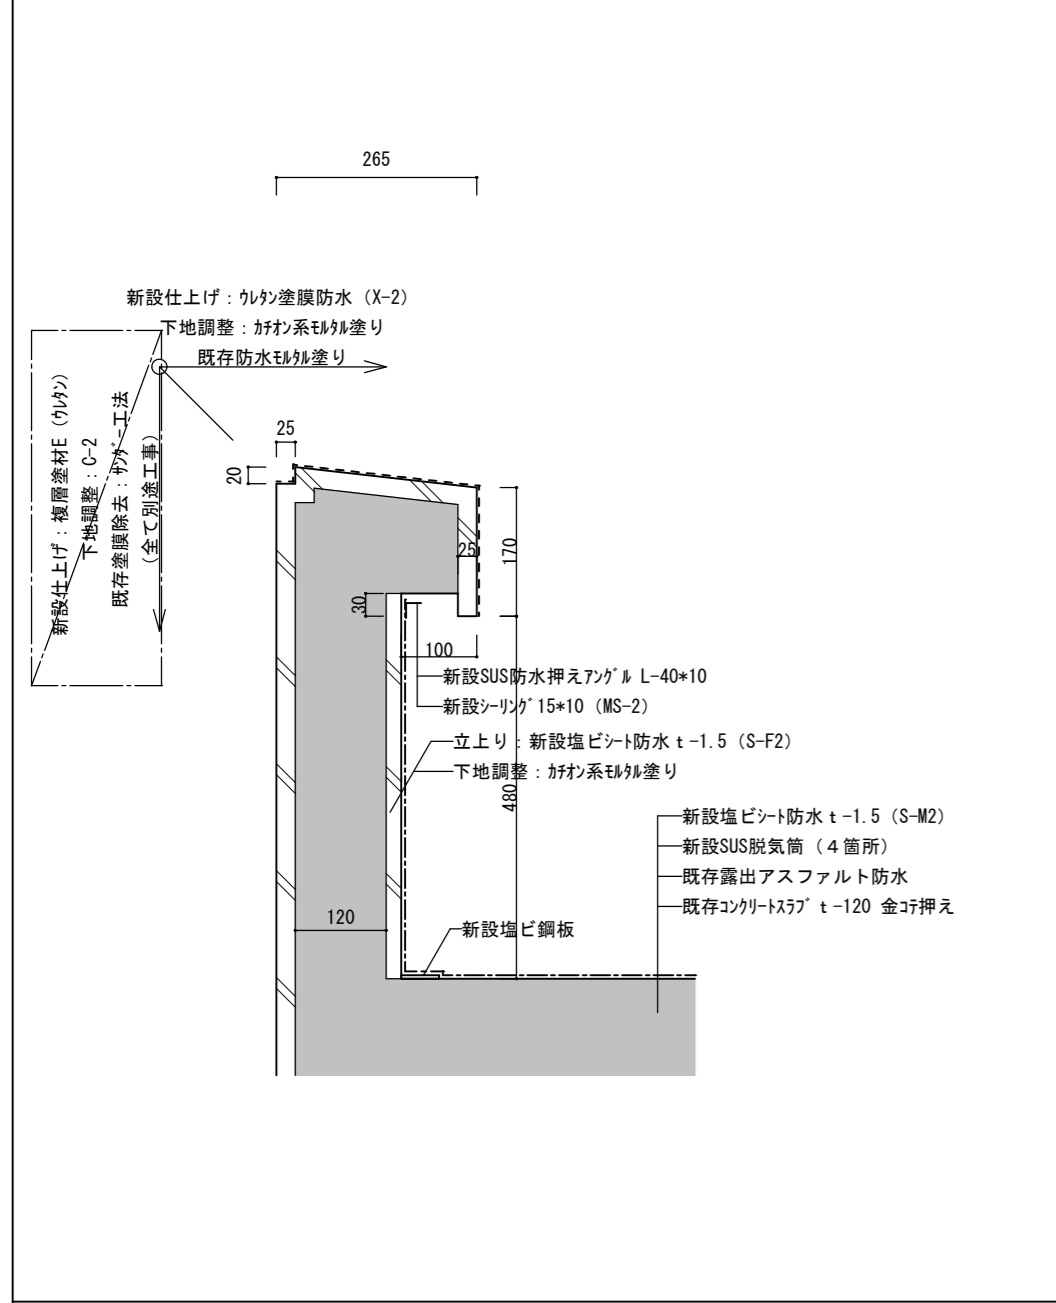 265
新設仕上げ：ｳﾚﾀﾝ塗膜防水（X-2）
下地調整：ｶﾁｵﾝ系ﾓﾙﾀﾙ塗り
既存防水ﾓﾙﾀﾙ塗り
新設仕上げ：複層塗材E（ｳﾚﾀﾝ）
下地調整：C-2
既存塗膜除去：ｻﾝﾀﾞｰ工法
（全て別途工事）
25
20
25
170
30
100
新設SUS防水押えｱﾝｸﾞﾙ L-40*10
新設ｼｰﾘﾝｸﾞ15*10（MS-2）
立上り：新設塩ビｼｰﾄ防水 t-1.5（S-F2）
下地調整：ｶﾁｵﾝ系ﾓﾙﾀﾙ塗り
480
新設塩ビｼｰﾄ防水 t-1.5（S-M2）
新設SUS脱気筒（４箇所）
既存露出アスファルト防水
既存ｺﾝｸﾘｰﾄｽﾗﾌﾞ t-120 金ｺﾃ押え
120
新設塩ビ鋼板